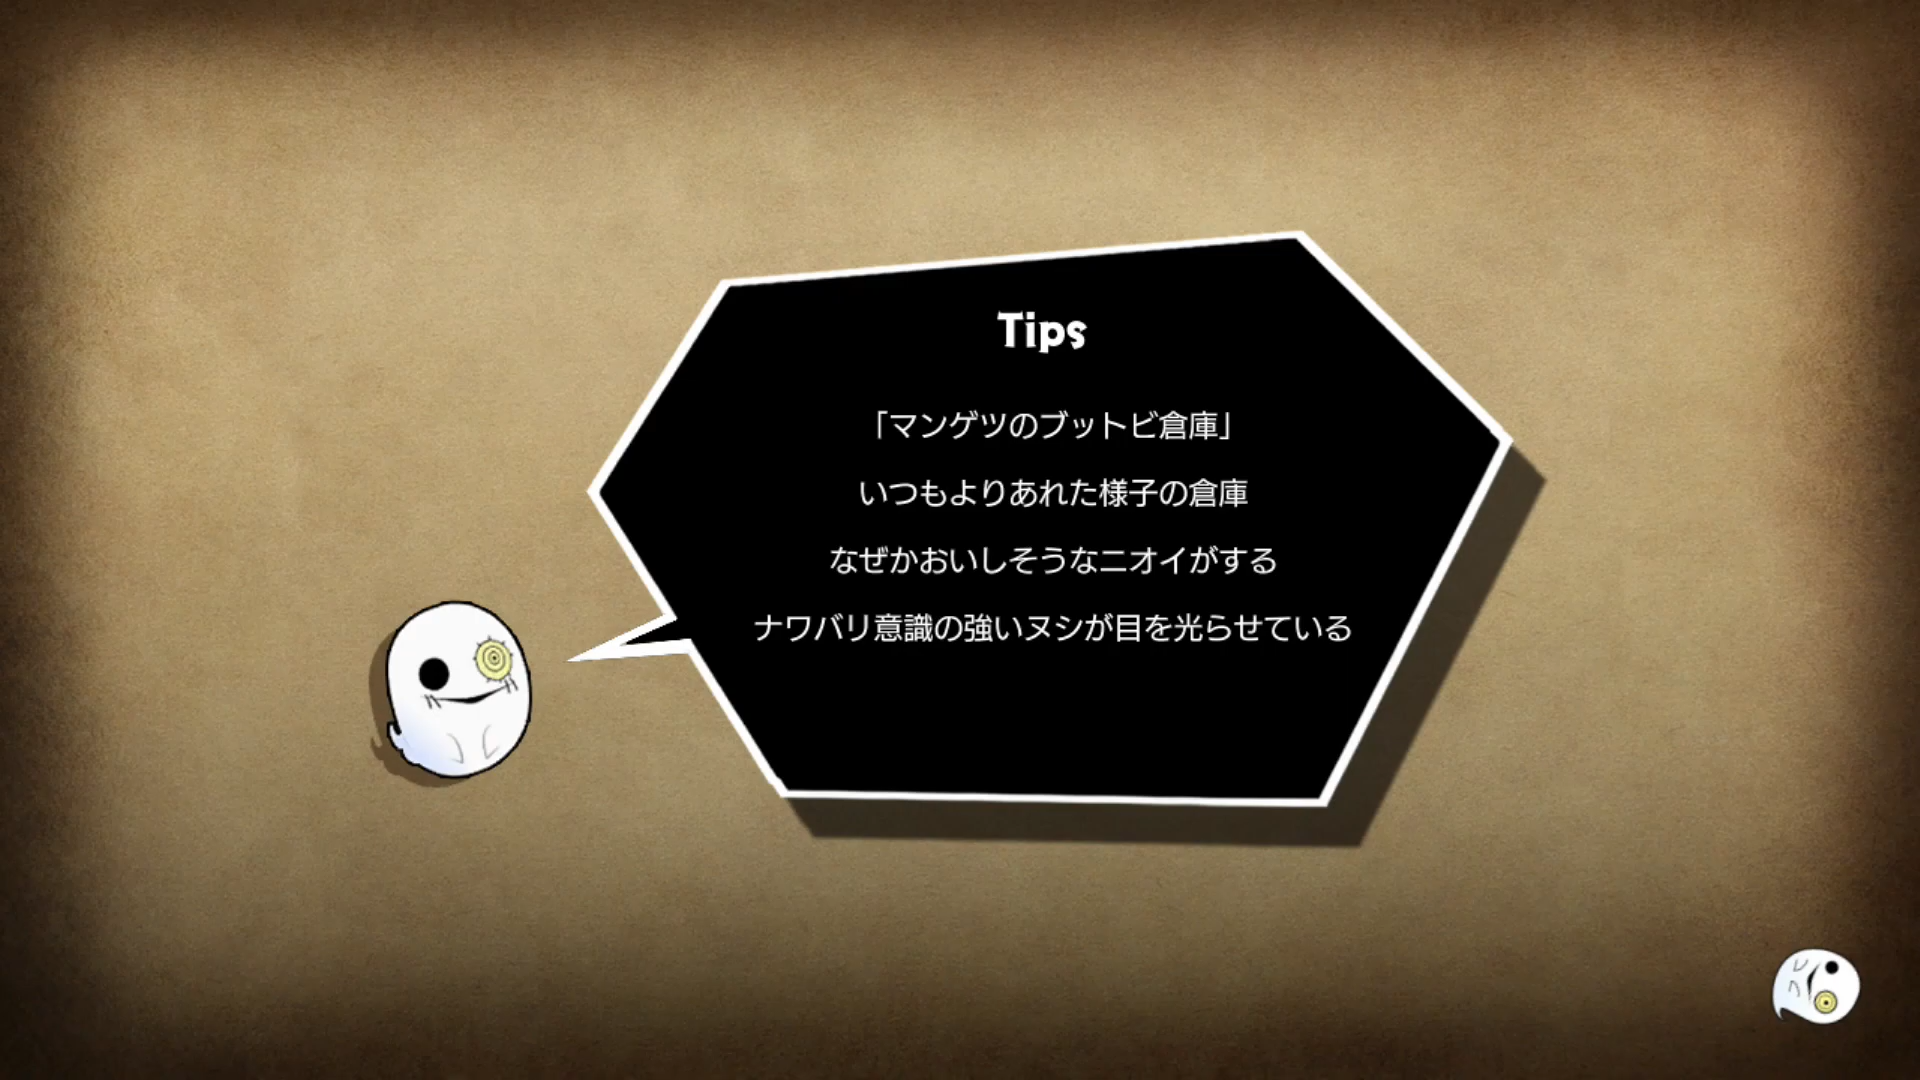 Tips
「マンゲツのブットビ倉庫」
いつもよりあれた様子の倉庫
なぜかおいしそうなニオイがする
ナワバリ意識の強いヌシが目を光らせている